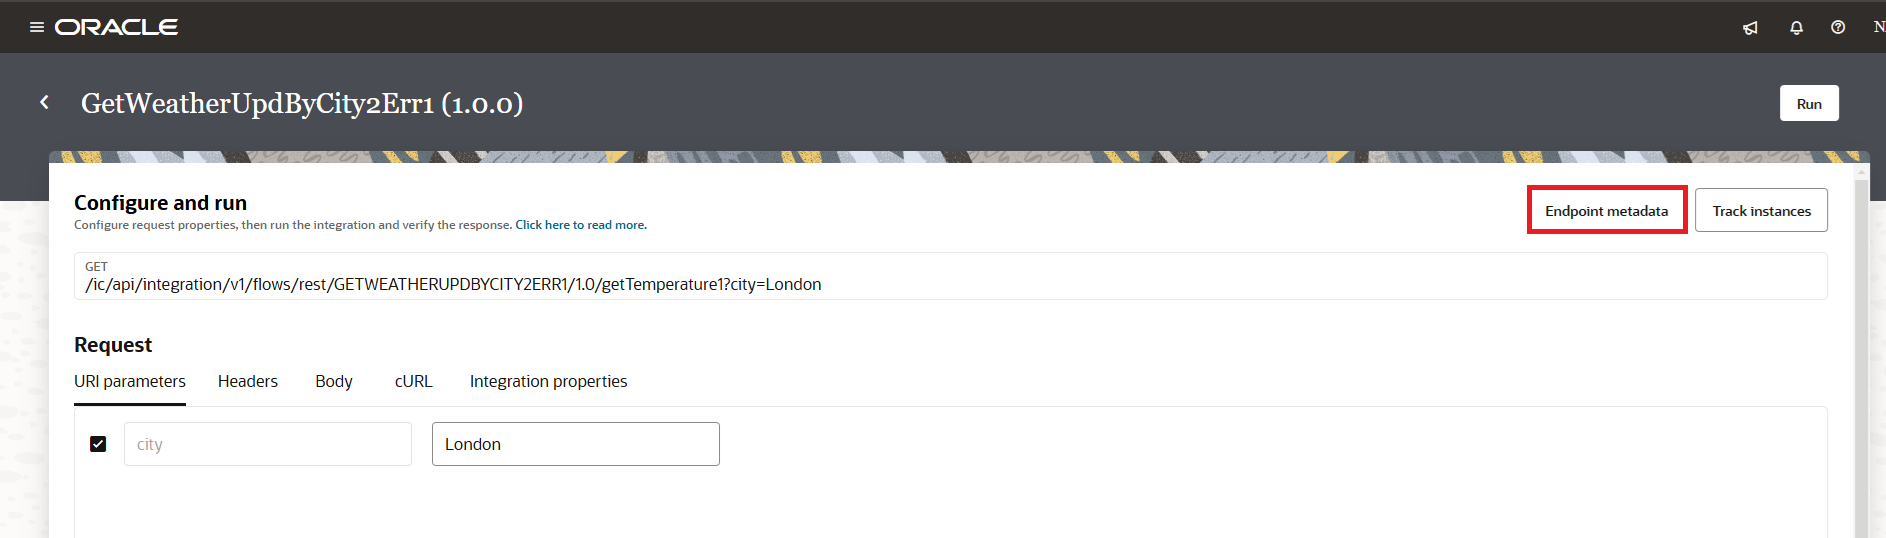 ORACLE
N
GetWeatherUpdByCity2Err1 (1.0.0)
Run
Configure and run
Configure request properties, then run the integration and verify the response. Click here to read more.
Endpoint metadata
Track instances
GET
/ic/api/integration/v1/flows/rest/GETWEATHERUPDBYCITY2ERR1/1.0/getTemperature1?city=London
Request
URI parameters Headers Body cURL Integration properties
city
London